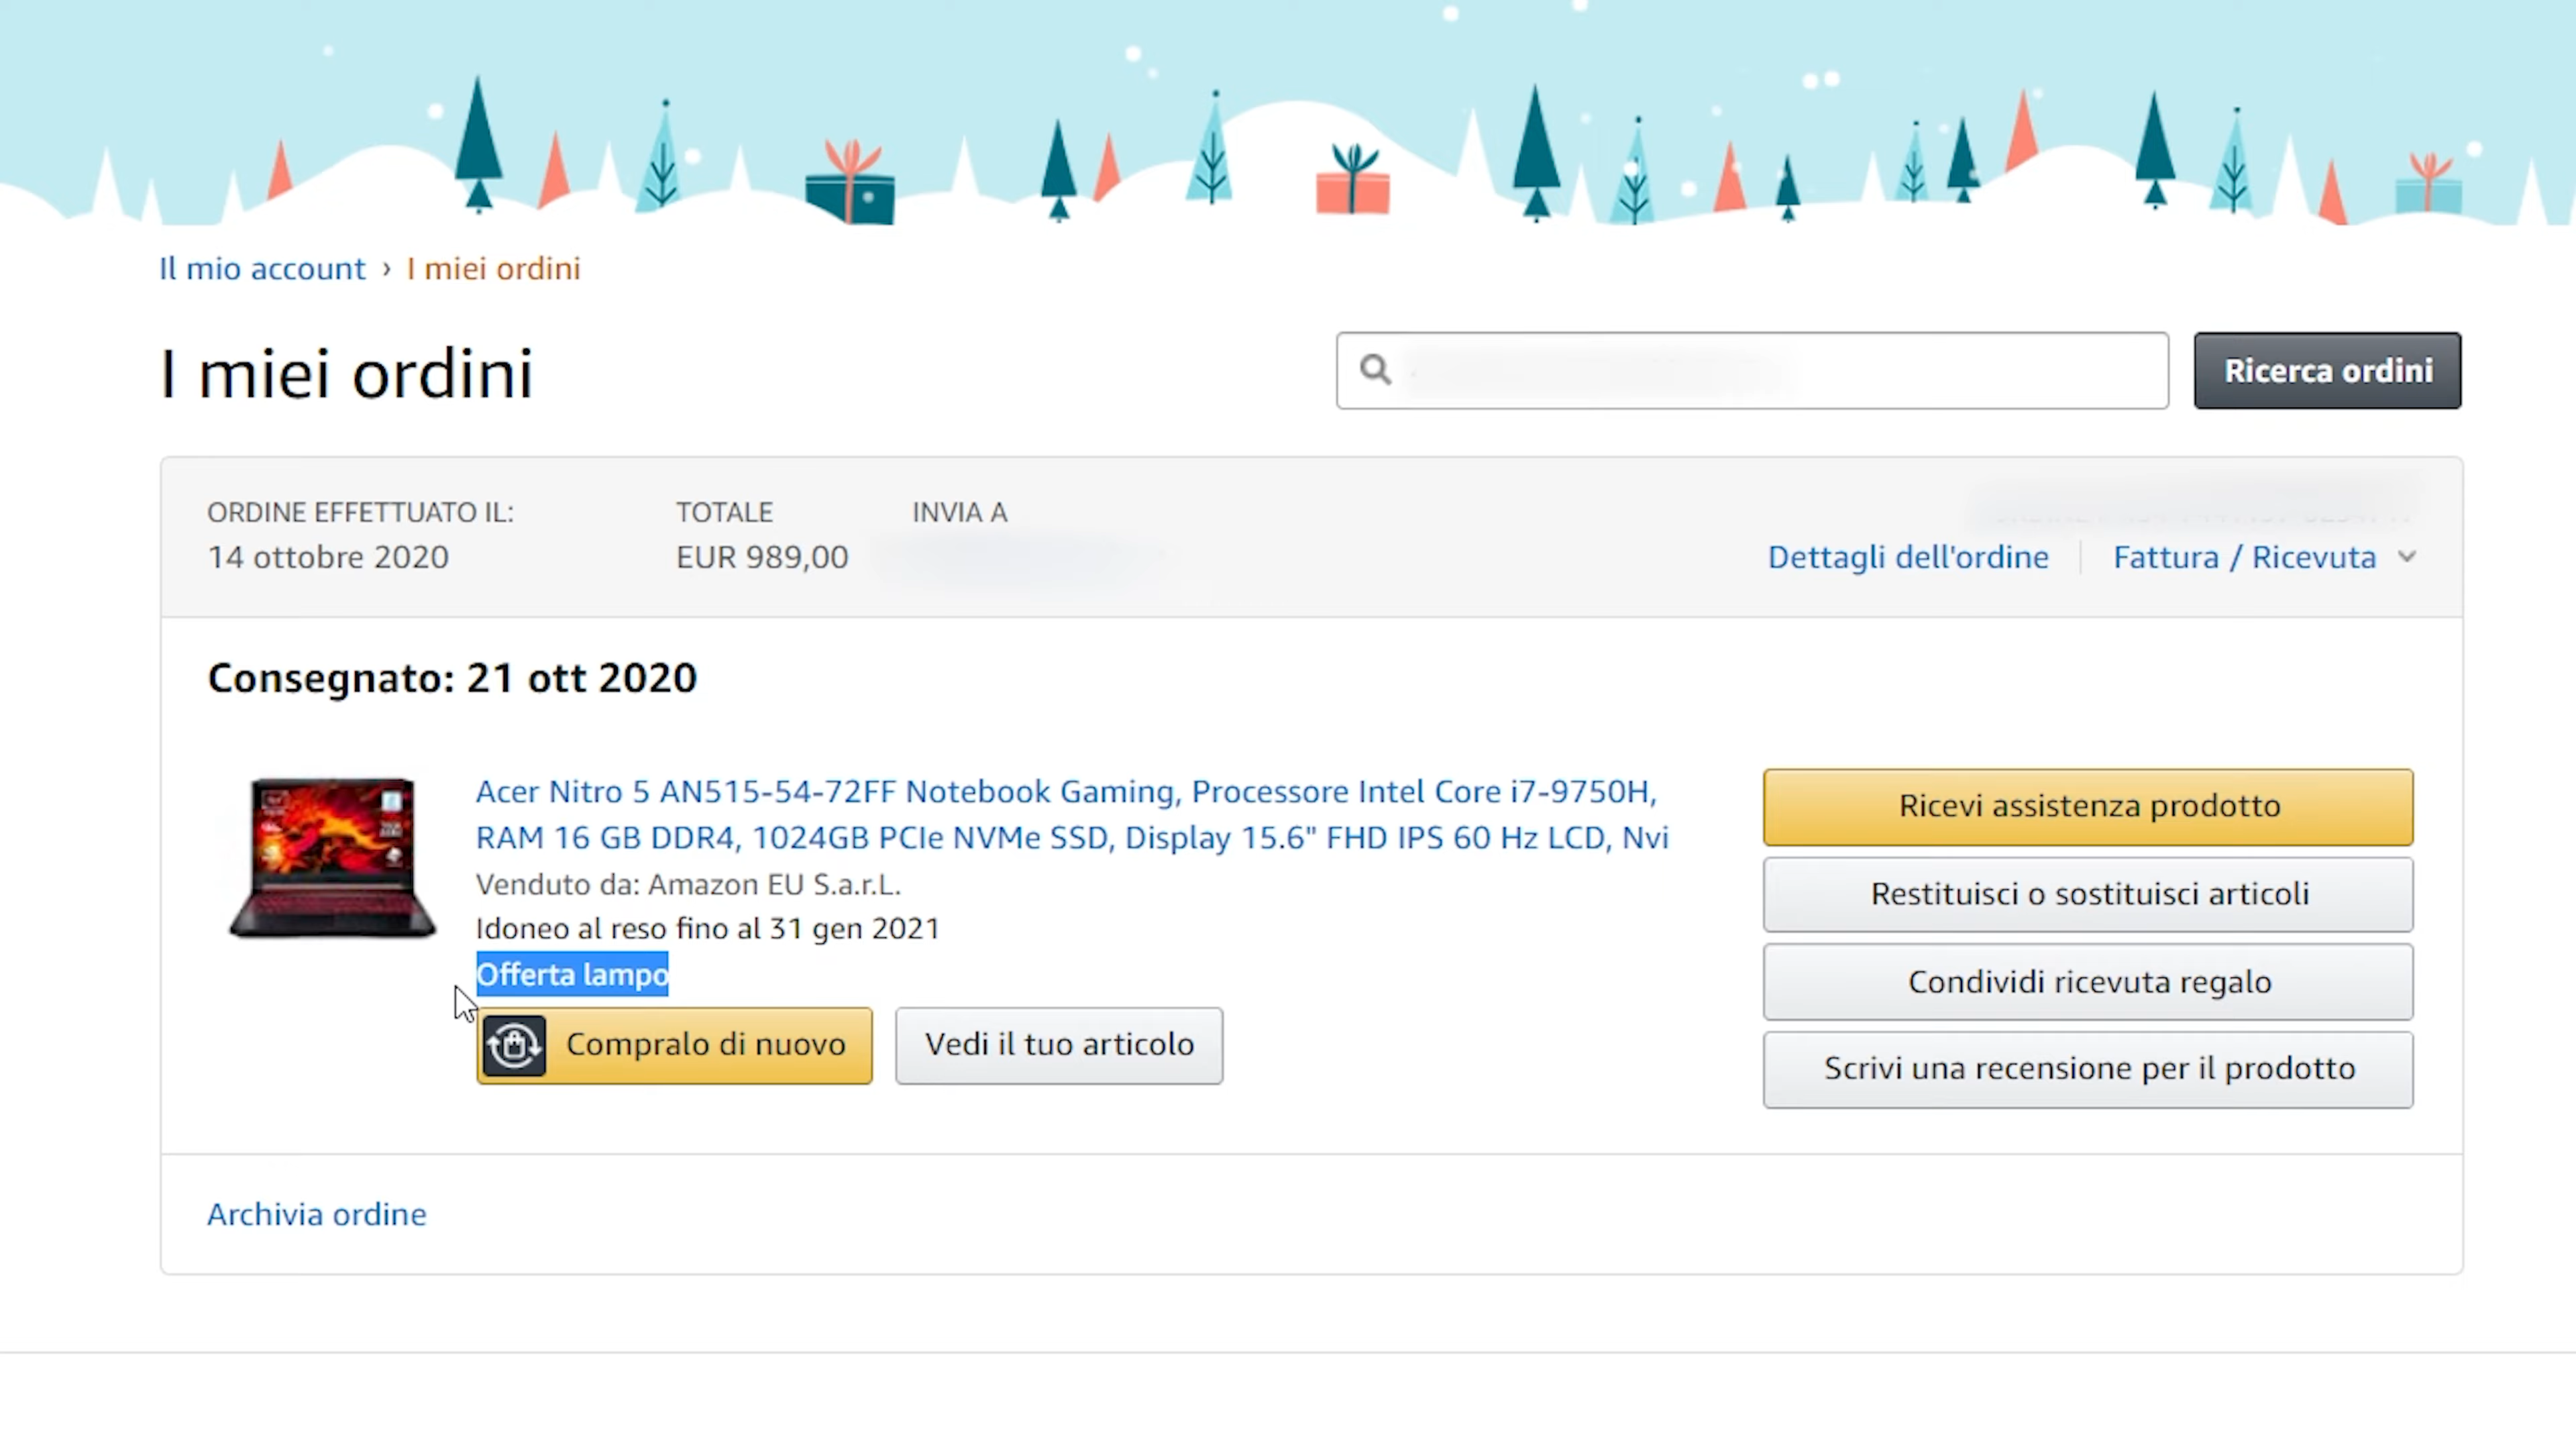 Il mio account › I miei ordini
I miei ordini
Ricerca ordini
ORDINE EFFETTUATO IL:
14 ottobre 2020
TOTALE
EUR 989,00
INVIA A
Dettagli dell'ordine
Fattura / Ricevuta
Consegnato: 21 ott 2020
Acer Nitro 5 AN515-54-72FF Notebook Gaming, Processore Intel Core i7-9750H,
RAM 16 GB DDR4, 1024GB PCIe NVMe SSD, Display 15.6" FHD IPS 60 Hz LCD, Nvi
Venduto da: Amazon EU S.a.r.L.
Idoneo al reso fino al 31 gen 2021
Offerta lampo
Compralo di nuovo
Vedi il tuo articolo
Ricevi assistenza prodotto
Restituisci o sostituisci articoli
Condividi ricevuta regalo
Scrivi una recensione per il prodotto
Archivia ordine